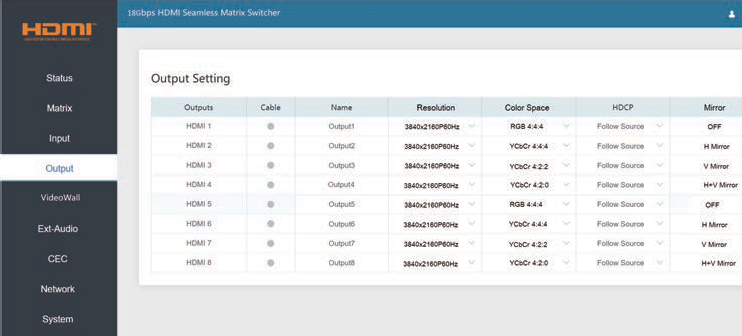 HDMI
18Gbps HDMI Seamless Matrix Switcher
Status
Matrix
Input
Output
VideoWall
Ext-Audio
CEC
Network
System
Output Setting
Outputs Cable Name Resolution Color Space HDCP Mirror
HDMI 1 Output1 3840x2160P60Hz RGB 4:4:4 Follow Source OFF
HDMI 2 Output2 3840x2160P60Hz YCbCr 4:4:4 Follow Source H Mirror
HDMI 3 Output3 3840x2160P60Hz YCbCr 4:2:2 Follow Source V Mirror
HDMI 4 Output4 3840x2160P60Hz YCbCr 4:2:0 Follow Source H+V Mirror
HDMI 5 Output5 3840x2160P60Hz RGB 4:4:4 Follow Source OFF
HDMI 6 Output6 3840x2160P60Hz YCbCr 4:4:4 Follow Source H Mirror
HDMI 7 Output7 3840x2160P60Hz YCbCr 4:2:2 Follow Source V Mirror
HDMI 8 Output8 3840x2160P60Hz YCbCr 4:2:0 Follow Source H+V Mirror